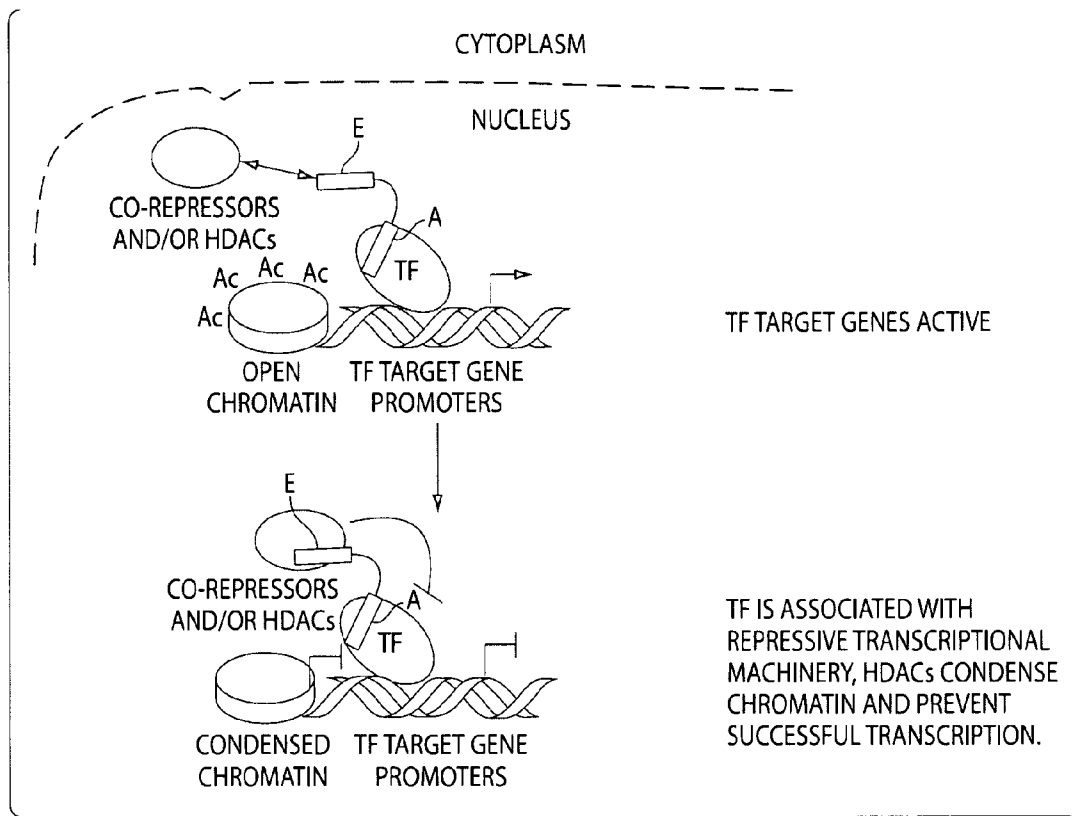 CYTOPLASM
NUCLEUS
E
CO-REPRESSORS
AND/OR HDACs
A
TF
Ac
Ac
Ac
Ac
OPEN
CHROMATIN
TF TARGET GENE
PROMOTERS
TF TARGET GENES ACTIVE
E
CO-REPRESSORS
AND/OR HDACs
A
TF
CONDENSED
CHROMATIN
TF TARGET GENE
PROMOTERS
TF IS ASSOCIATED WITH
REPRESSIVE TRANSCRIPTIONAL
MACHINERY, HDACs CONDENSE
CHROMATIN AND PREVENT
SUCCESSFUL TRANSCRIPTION.